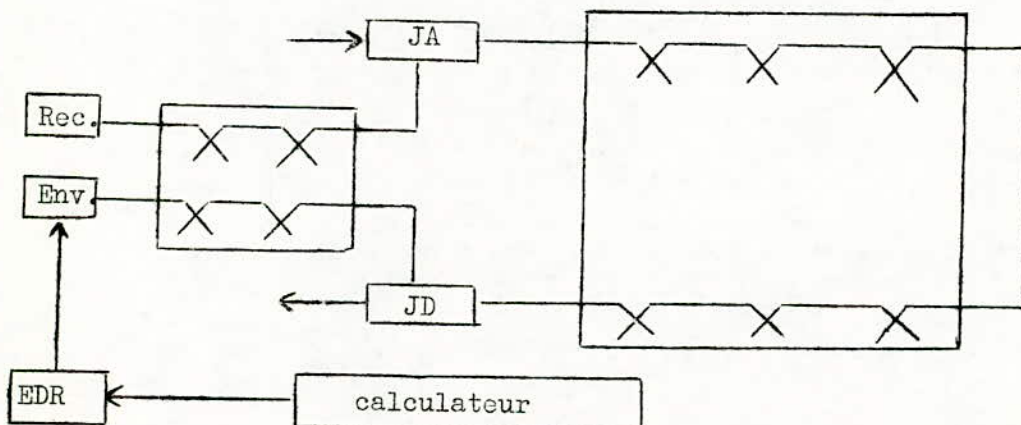 JA
Rec.
Env.
JD
EDR
calculateur